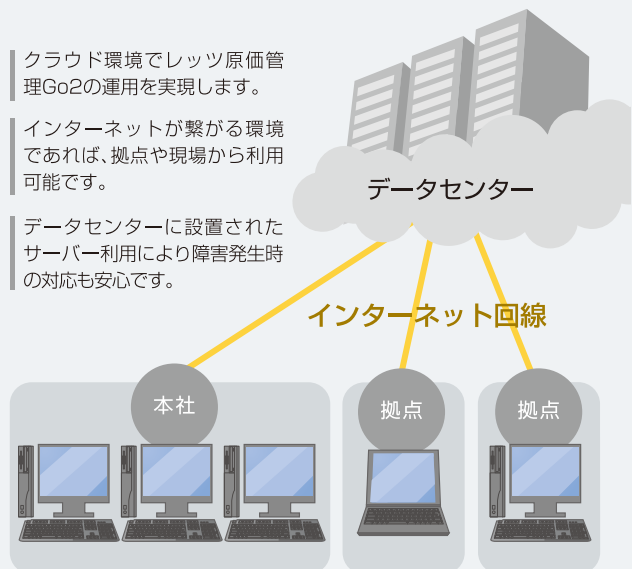 クラウド環境でレッツ原価管
理Go2の運用を実現します。
インターネットが繋がる環境
であれば、拠点や現場から利用
可能です。
データセンターに設置された
サーバー利用により障害発生時
の対応も安心です。
データセンター
インターネット回線
本社
拠点
拠点